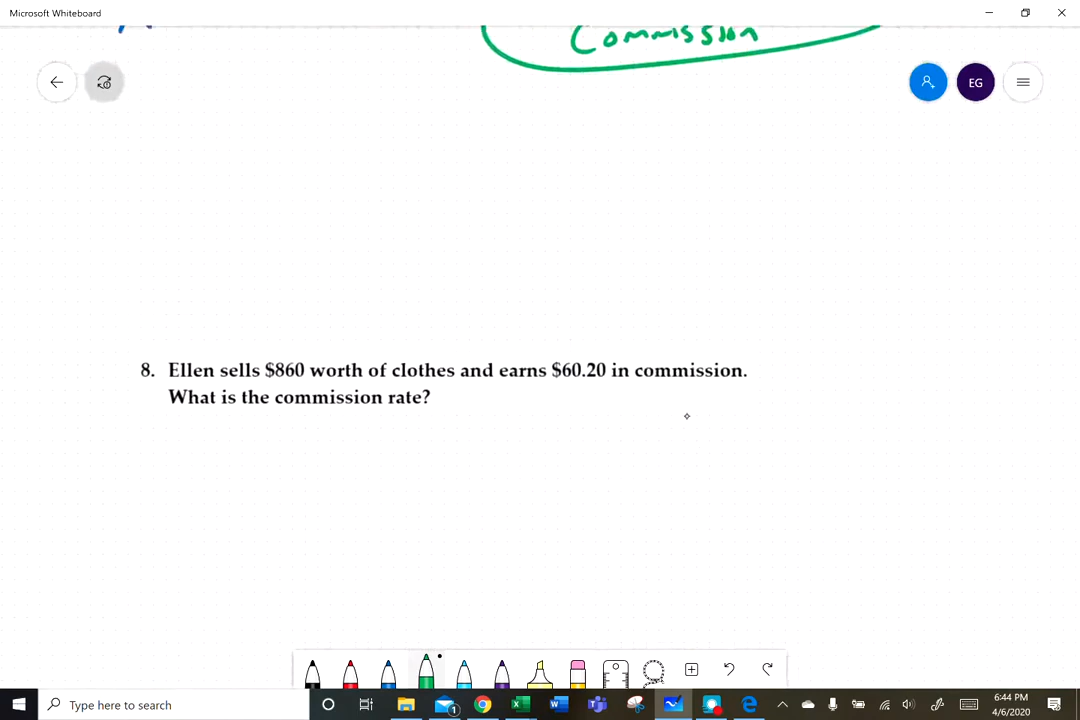 Microsoft Whiteboard
Commission
EG
8. Ellen sells $860 worth of clothes and earns $60.20 in commission.
What is the commission rate?
Type here to search
1
6:44 PM
4/6/2020